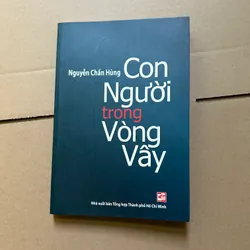 Nguyễn Chấn Hùng
Con
Người
trong
Vòng
Vây
Nhà xuất bản Tổng hợp Thành phố Hồ Chí Minh